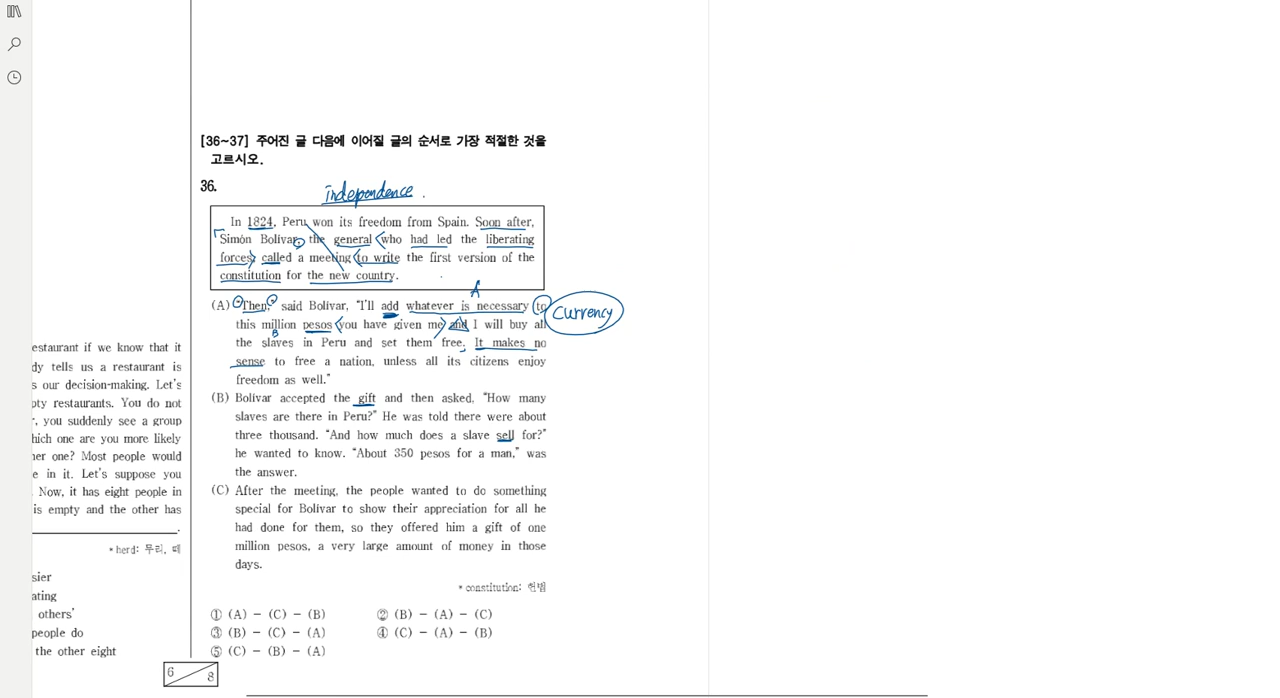 [36~37] 주어진 글 다음에 이어질 글의 순서로 가장 적절한 것을
고르시오.
36.
independence.
In 1824, Peru won its freedom from Spain. Soon after,
Simón Bolívar, the general who had led the liberating
forces, called a meeting to write the first version of the
constitution for the new country.
A
(A) "Then," said Bolívar, "I'll add whatever is necessary to
this million pesos you have given me and I will buy all
B
the slaves in Peru and set them free. It makes no
sense to free a nation, unless all its citizens enjoy
freedom as well."
currency
(B) Bolívar accepted the gift and then asked, "How many
slaves are there in Peru?" He was told there were about
three thousand. "And how much does a slave sell for?"
he wanted to know. "About 350 pesos for a man," was
the answer.
(C) After the meeting, the people wanted to do something
special for Bolívar to show their appreciation for all he
had done for them, so they offered him a gift of one
million pesos, a very large amount of money in those
days.
* constitution: 헌법
① (A) - (C) - (B)
② (B) - (A) - (C)
③ (B) - (C) - (A)
④ (C) - (A) - (B)
⑤ (C) - (B) - (A)
estaurant if we know that it
dy tells us a restaurant is
s our decision-making. Let's
pty restaurants. You do not
r, you suddenly see a group
hich one are you more likely
her one? Most people would
e in it. Let's suppose you
. Now, it has eight people in
is empty and the other has
.
* herd: 무리, 떼
sier
ating
others'
people do
the other eight
6
8